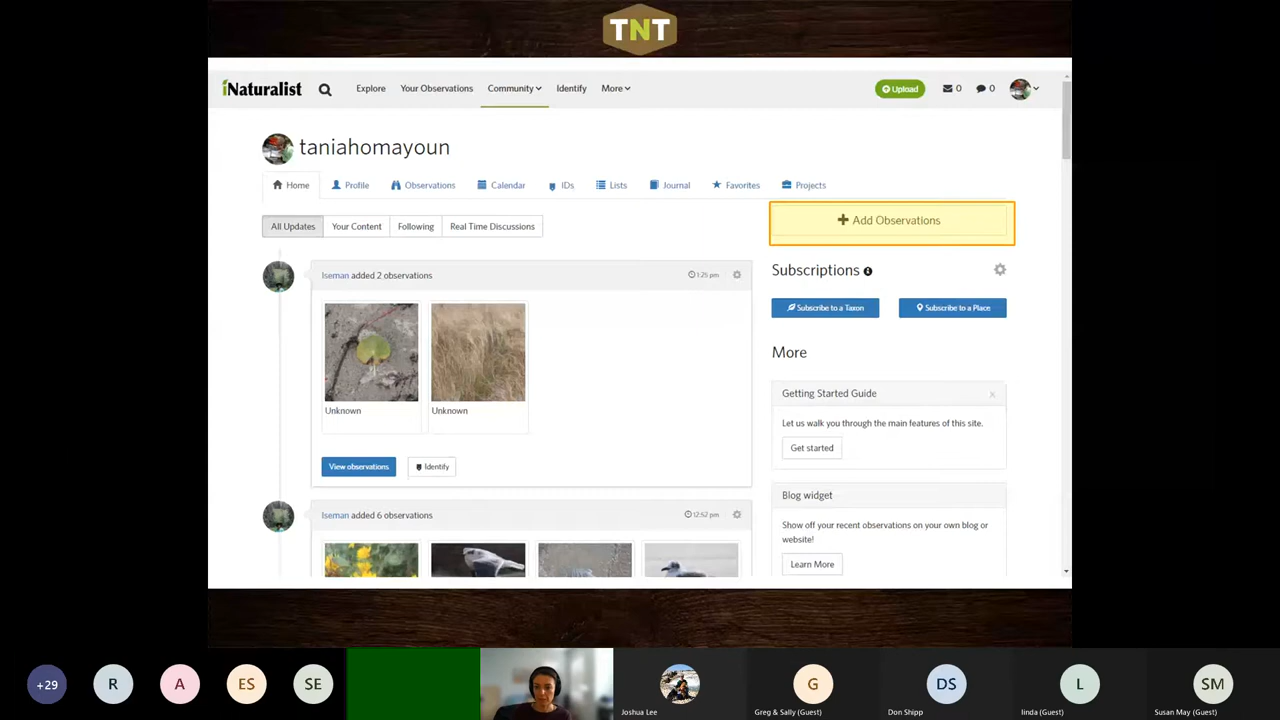 TNT
iNaturalist Explore Your Observations Community Identify More Upload 0 0
taniahomayoun
Home Profile Observations Calendar IDs Lists Journal Favorites Projects
All Updates Your Content Following Real Time Discussions
+ Add Observations
lseman added 2 observations 1:25 pm
Unknown Unknown
View observations Identify
lseman added 6 observations 12:52 pm
Subscriptions
Subscribe to a Taxon Subscribe to a Place
More
Getting Started Guide x
Let us walk you through the main features of this site.
Get started
Blog widget
Show off your recent observations on your own blog or
website!
Learn More
+29 R A ES SE G DS L SM
Joshua Lee Greg & Sally (Guest) Don Shipp linda (Guest) Susan May (Guest)